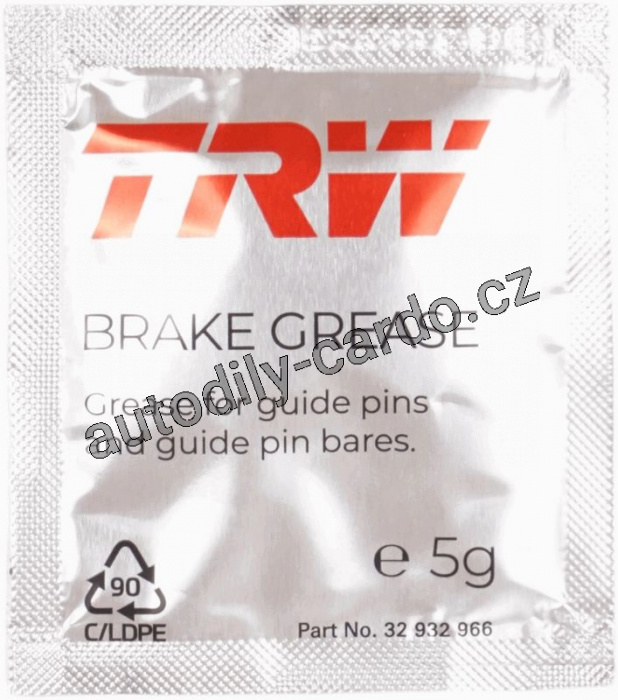 TRW
BRAKE GREASE
autodily-cardo.cz
Grease for guide pins
and guide pin bares.
90
C/LDPE
e 5g
Part No. 32 932 966